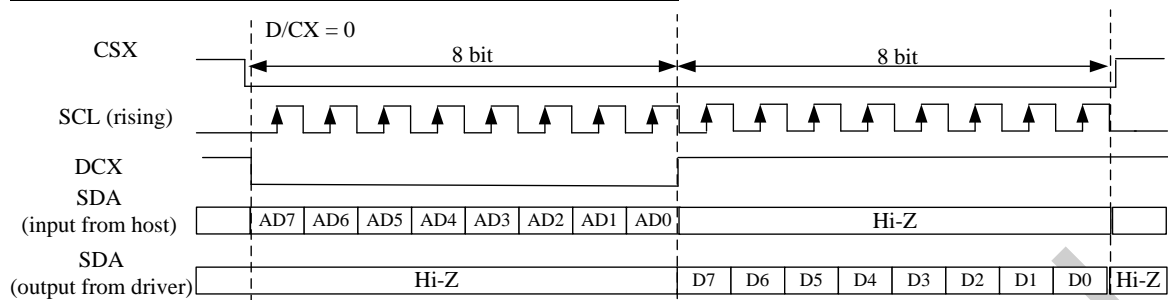 D/CX = 0
CSX
8 bit
8 bit
SCL (rising)
DCX
SDA
(input from host)
AD7 AD6 AD5 AD4 AD3 AD2 AD1 AD0
Hi-Z
SDA
(output from driver)
Hi-Z
D7 D6 D5 D4 D3 D2 D1 D0
Hi-Z